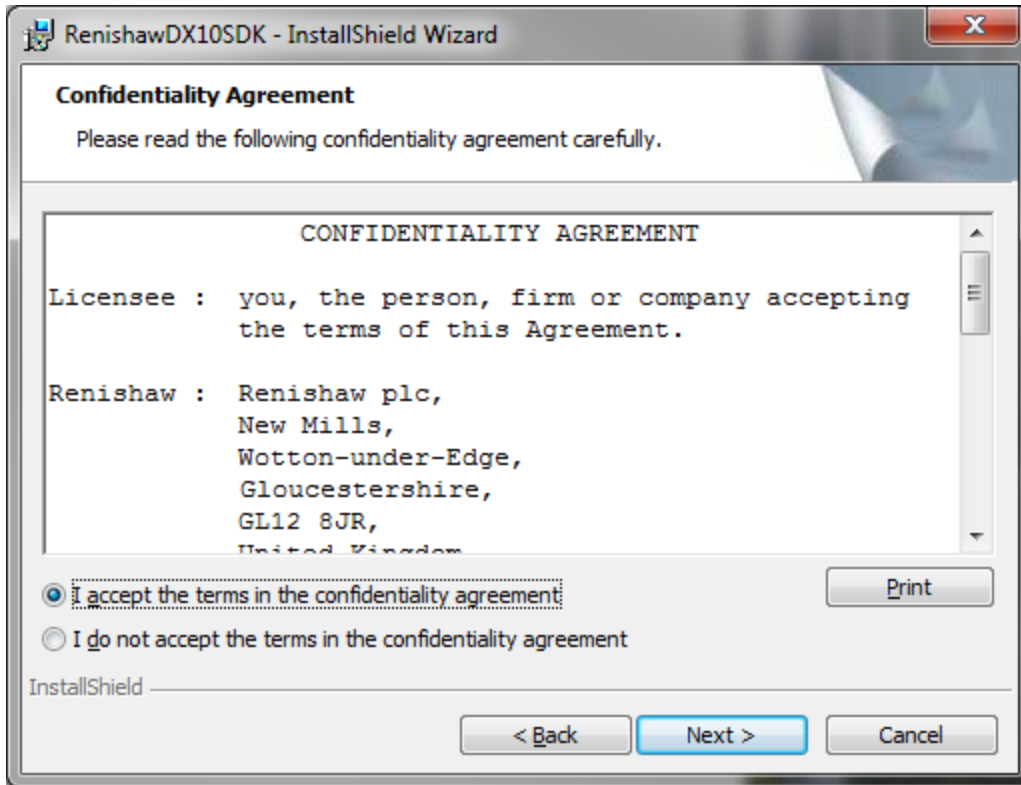 RenishawDX10SDK - InstallShield Wizard
Confidentiality Agreement
Please read the following confidentiality agreement carefully.
CONFIDENTIALITY AGREEMENT
Licensee : you, the person, firm or company accepting
the terms of this Agreement.
Renishaw : Renishaw plc,
New Mills,
Wotton-under-Edge,
Gloucestershire,
GL12 8JR,
United Kingdom
I accept the terms in the confidentiality agreement
Print
I do not accept the terms in the confidentiality agreement
InstallShield
< Back
Next >
Cancel